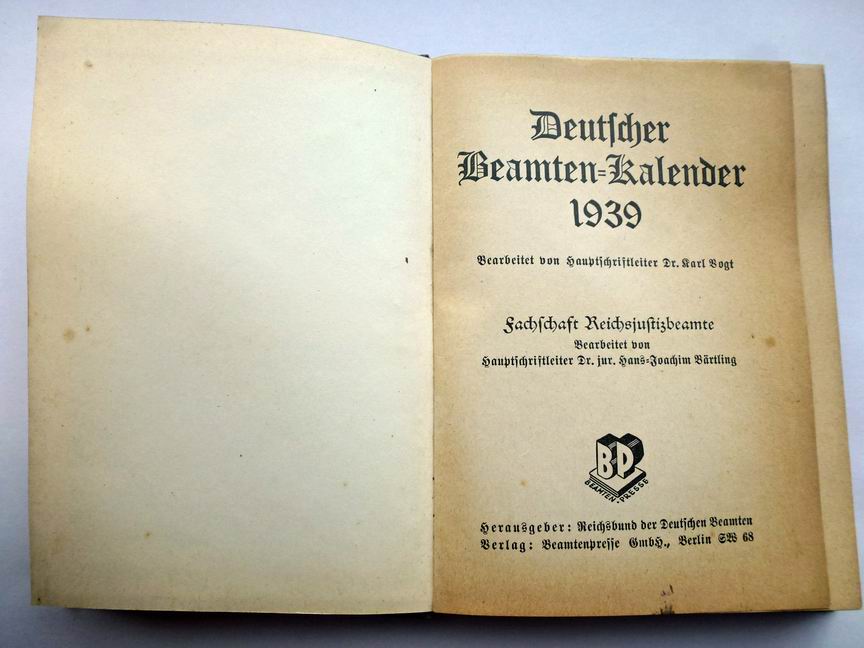 Deutſcher
Beamten=Kalender
1939
Bearbeitet von Hauptſchriftleiter Dr. Karl Vogt
Fachſchaft Reichsjuſtizbeamte
Bearbeitet von
Hauptſchriftleiter Dr. jur. Hans=Joachim Bärtling
BP
BEAMTEN-PRESSE
Herausgeber: Reichsbund der Deutſchen Beamten
Verlag: Beamtenpreſſe GmbH., Berlin SW 68